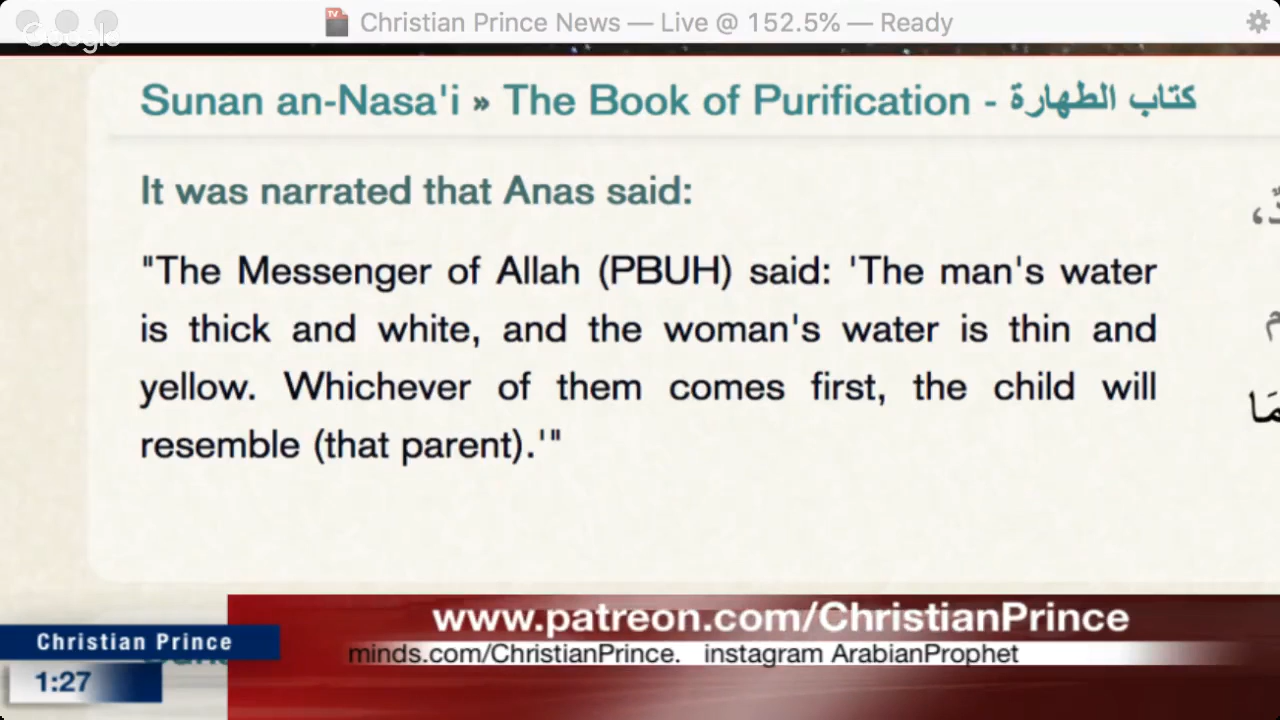 Christian Prince News — Live @ 152.5% — Ready
Google
Sunan an-Nasa'i » The Book of Purification - كتاب الطهارة
It was narrated that Anas said:
"The Messenger of Allah (PBUH) said: 'The man's water
is thick and white, and the woman's water is thin and
yellow. Whichever of them comes first, the child will
resemble (that parent).'"
www.patreon.com/ChristianPrince
Christian Prince
minds.com/ChristianPrince. instagram ArabianProphet
1:27